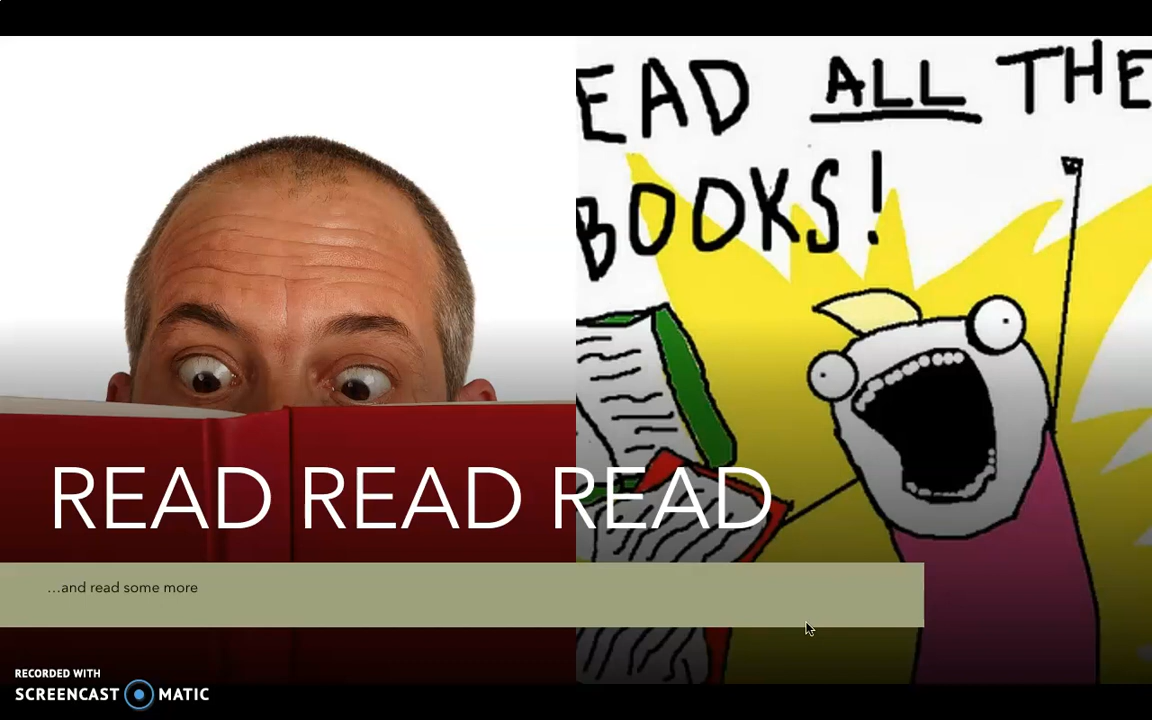 EAD ALL THE
BOOKS!
READ READ READ
...and read some more
RECORDED WITH
SCREENCAST MATIC